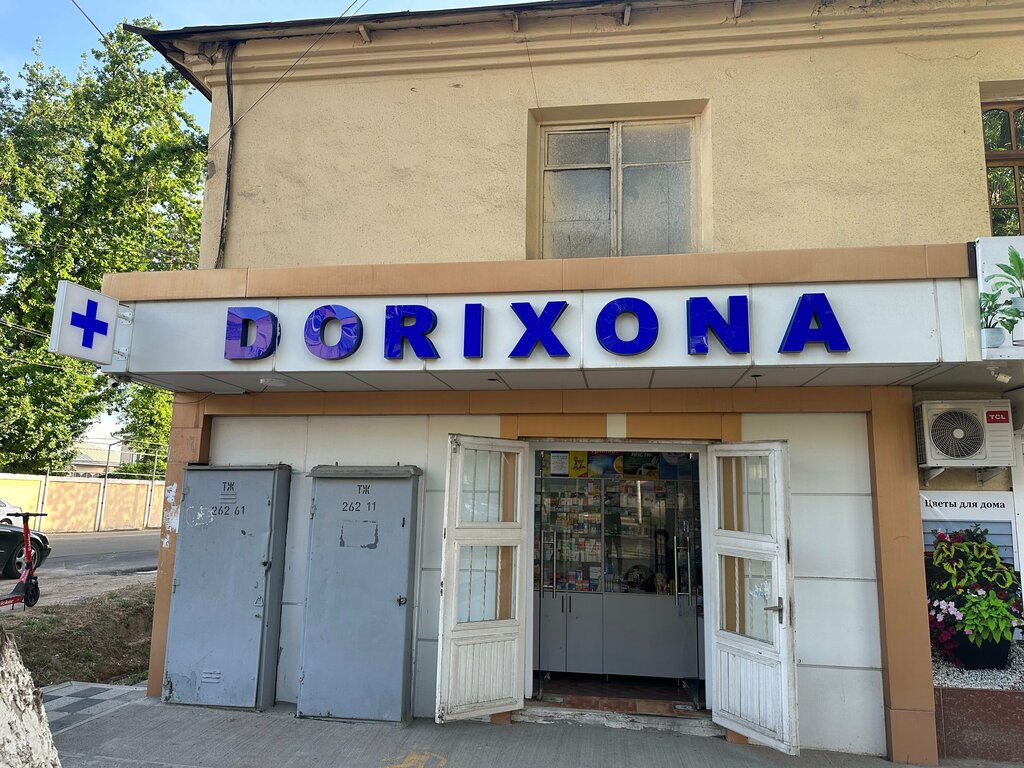 DORIXONA
TCL
ТЖ
262 61
ТЖ
262 11
Цветы для дома